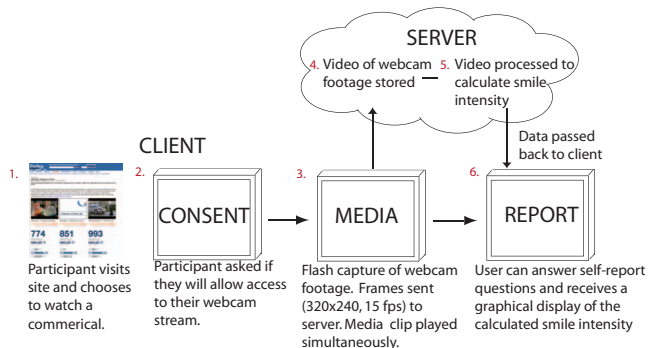 SERVER
4. Video of webcam
footage stored
5. Video processed to
calculate smile
intensity
Data passed
back to client
CLIENT
1.
774 851 993
Participant visits
site and chooses
to watch a
commerical.
2.
CONSENT
Participant asked if
they will allow access
to their webcam
stream.
3.
MEDIA
Flash capture of webcam
footage. Frames sent
(320x240, 15 fps) to
server. Media clip played
simultaneously.
6.
REPORT
User can answer self-report
questions and receives a
graphical display of the
calculated smile intensity